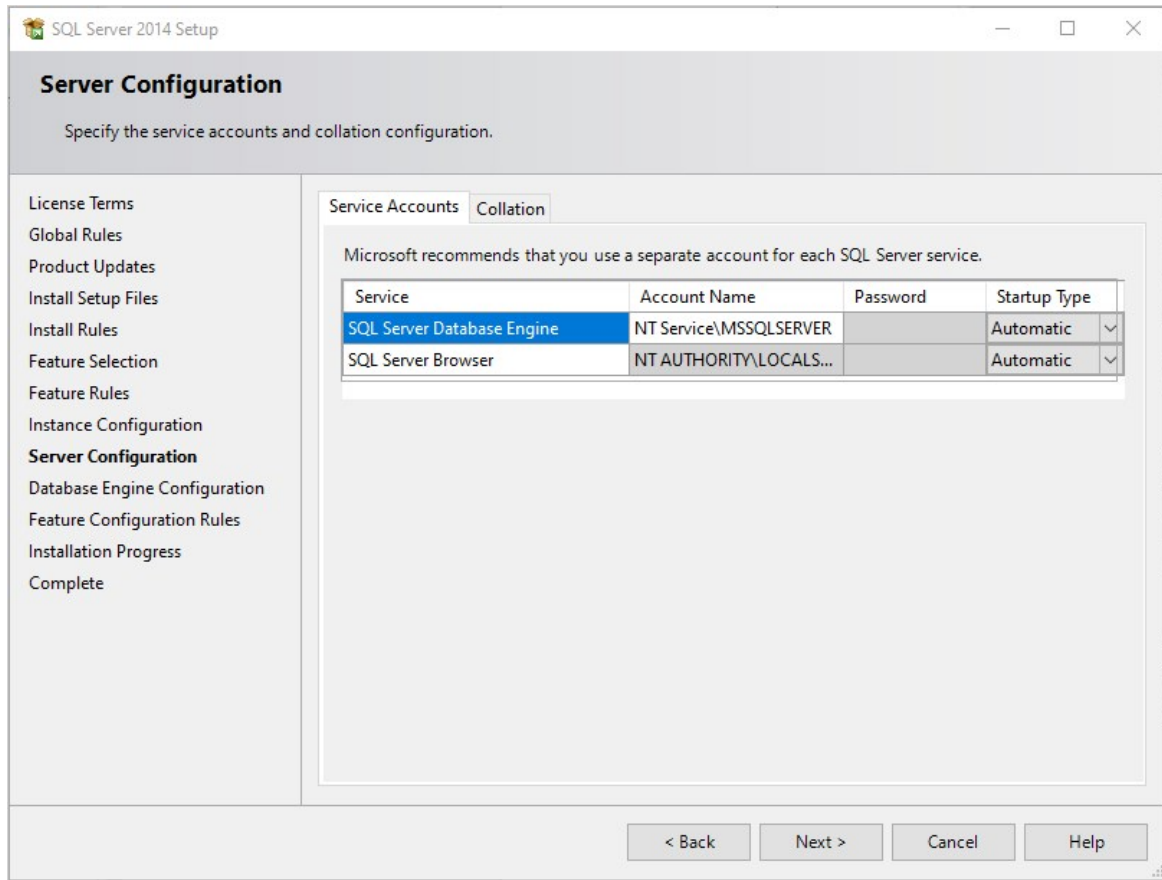 SQL Server 2014 Setup
Server Configuration
Specify the service accounts and collation configuration.
License Terms
Global Rules
Product Updates
Install Setup Files
Install Rules
Feature Selection
Feature Rules
Instance Configuration
Server Configuration
Database Engine Configuration
Feature Configuration Rules
Installation Progress
Complete
Service Accounts Collation
Microsoft recommends that you use a separate account for each SQL Server service.
Service Account Name Password Startup Type
SQL Server Database Engine NT Service\MSSQLSERVER Automatic
SQL Server Browser NT AUTHORITY\LOCALS... Automatic
< Back Next > Cancel Help